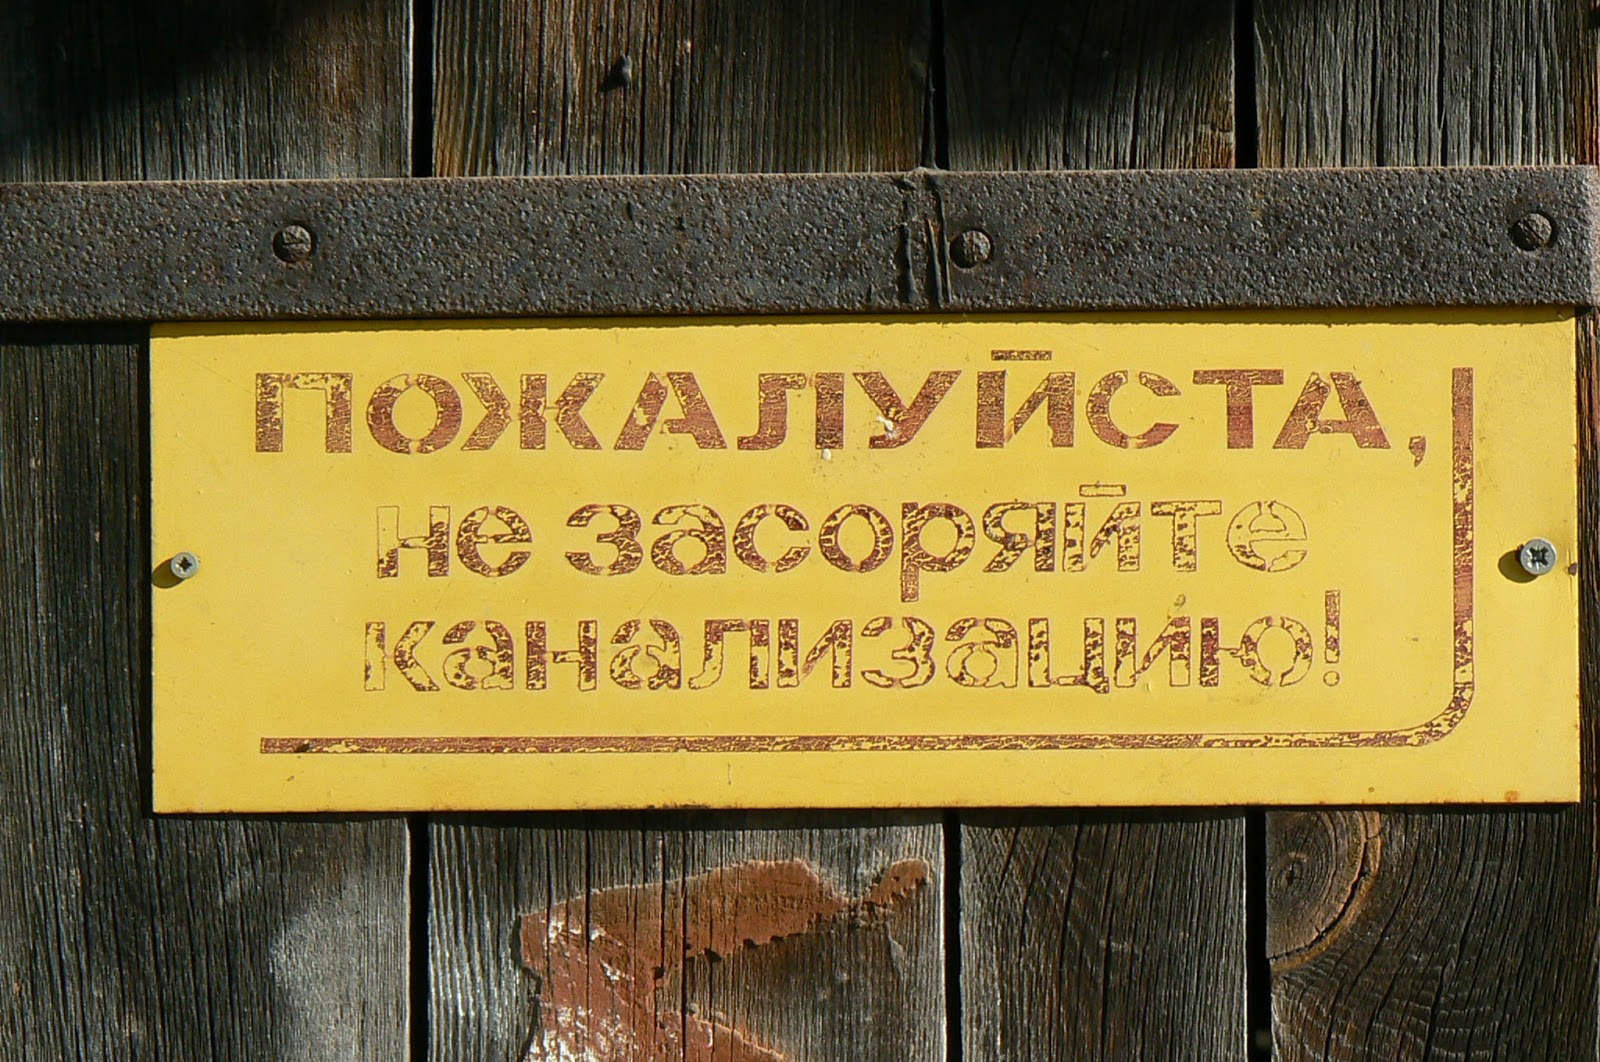 ПОЖАЛУЙСТА,
не засоряйте
канализацию!